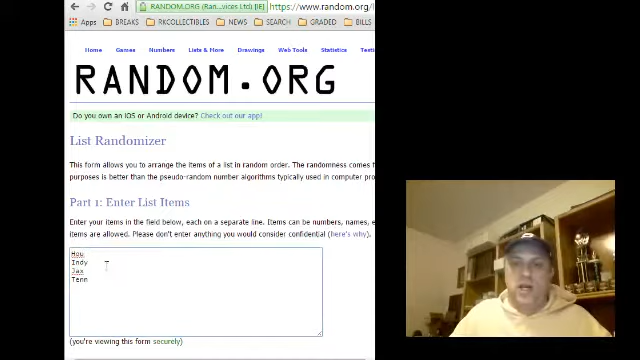 RANDOM.ORG (Ran...vices Ltd) [IE]
https://www.random.org/
Apps BREAKS RKCOLLECTIBLES NEWS SEARCH GRADED BILLS
Home Games Numbers Lists & More Drawings Web Tools Statistics
RANDOM.ORG
Do you own an iOS or Android device? Check out our app!
List Randomizer
This form allows you to arrange the items of a list in random order. The randomness comes f
purposes is better than the pseudo-random number algorithms typically used in computer pro
Part 1: Enter List Items
Enter your items in the field below, each on a separate line. Items can be numbers, names, e
items are allowed. Please don't enter anything you would consider confidential (here's why).
Hou
Indy
Jax
Tenn
(you're viewing this form securely)